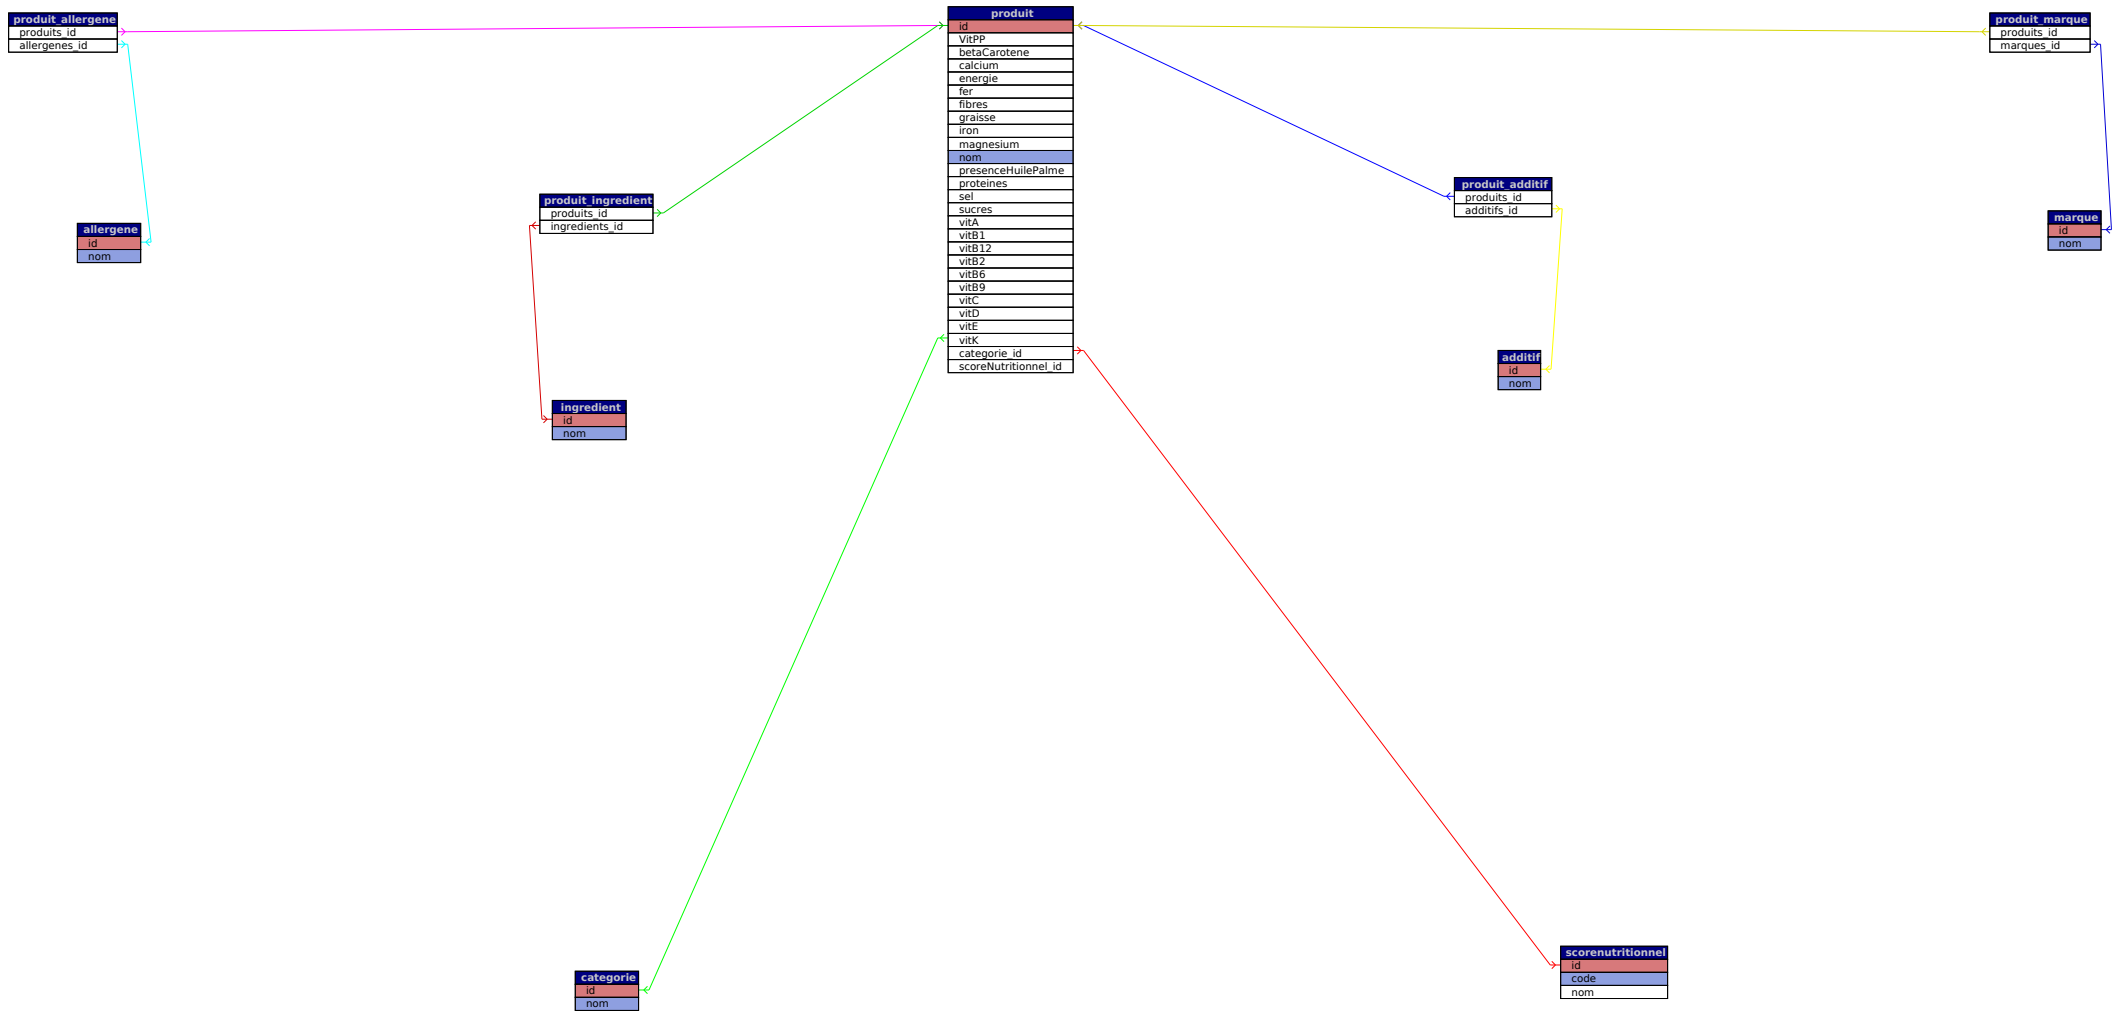 produit_allergene
produits_id
allergenes_id
produit
id
VitPP
betaCarotene
calcium
energie
fer
fibres
graisse
iron
magnesium
nom
presenceHuilePalme
proteines
sel
sucres
vitA
vitB1
vitB12
vitB2
vitB6
vitB9
vitC
vitD
vitE
vitK
categorie_id
scoreNutritionnel_id
produit_marque
produits_id
marques_id
produit_ingredient
produits_id
ingredients_id
produit_additif
produits_id
additifs_id
allergene
id
nom
marque
id
nom
additif
id
nom
ingredient
id
nom
categorie
id
nom
scorenutritionnel
id
code
nom